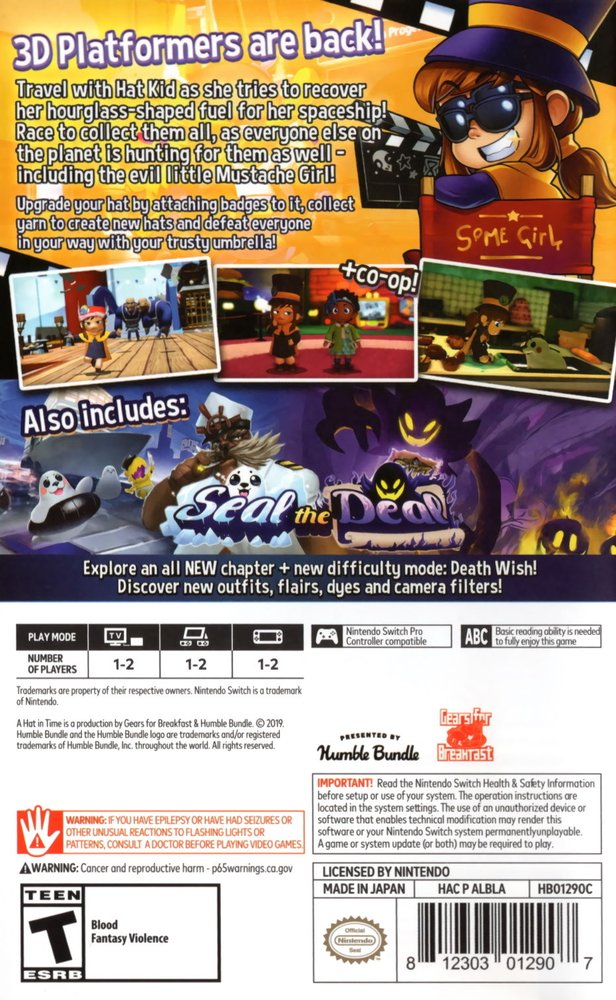 3D Platformers are back!
Travel with Hat Kid as she tries to recover
her hourglass-shaped fuel for her spaceship!
Race to collect them all, as everyone else on
the planet is hunting for them as well -
including the evil little Mustache Girl!
Upgrade your hat by attaching badges to it, collect
yarn to create new hats and defeat everyone
in your way with your trusty umbrella!
SOME GIRL
+co-op!
Also includes:
Seal the Deal
Explore an all NEW chapter + new difficulty mode: Death Wish!
Discover new outfits, flairs, dyes and camera filters!
PLAY MODE
TV
NUMBER
OF PLAYERS
1-2
1-2
1-2
Nintendo Switch Pro
Controller compatible
ABC
Basic reading ability is needed
to fully enjoy this game
Trademarks are property of their respective owners. Nintendo Switch is a trademark
of Nintendo.
A Hat in Time is a production by Gears for Breakfast & Humble Bundle. © 2019.
Humble Bundle and the Humble Bundle logo are trademarks and/or registered
trademarks of Humble Bundle, Inc. throughout the world. All rights reserved.
PRESENTED BY
Humble Bundle
Gears for
Breakfast
WARNING: IF YOU HAVE EPILEPSY OR HAVE HAD SEIZURES OR
OTHER UNUSUAL REACTIONS TO FLASHING LIGHTS OR
PATTERNS, CONSULT A DOCTOR BEFORE PLAYING VIDEO GAMES.
WARNING: Cancer and reproductive harm - p65warnings.ca.gov
IMPORTANT! Read the Nintendo Switch Health & Safety Information
before setup or use of your system. The operation instructions are
located in the system settings. The use of an unauthorized device or
software that enables technical modification may render this
software or your Nintendo Switch system permanentlyunplayable.
A game or system update (or both) may be required to play.
TEEN
T
ESRB
Blood
Fantasy Violence
LICENSED BY NINTENDO
MADE IN JAPAN
HAC P ALBLA
HB01290C
Official
Nintendo
Seal
8 12303 01290 7